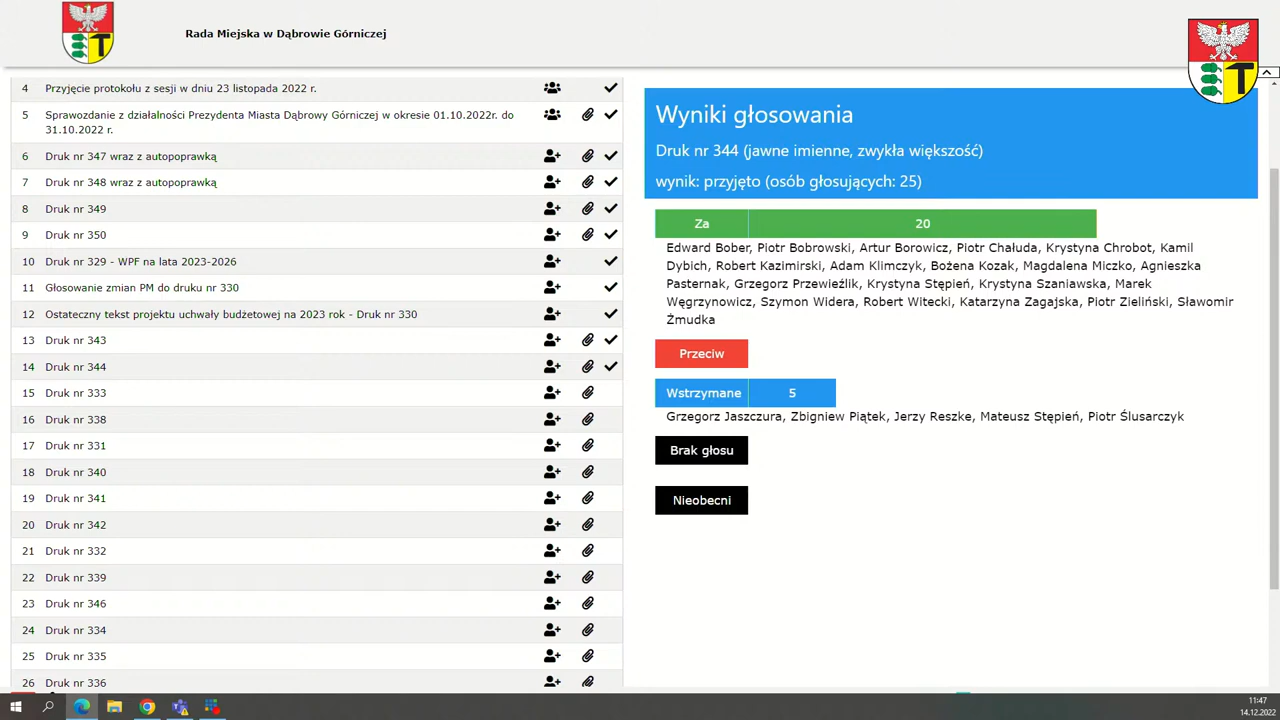 Rada Miejska w Dąbrowie Górniczej
4 Przyjęcie protokołu z sesji w dniu 23 listopada 2022 r.
5 Sprawozdanie z działalności Prezydenta Miasta Dąbrowy Górniczej w okresie 01.10.2022r. do
31.10.2022 r.
6 Druk nr 347 wraz z autopoprawką
7 Druk nr 348 wraz z autopoprawką
8 Druk nr 349
9 Druk nr 350
10 Druk nr 329 - WPF na lata 2023-2026
11 Głosowanie zmian PM do druku nr 330
12 Ostateczny tekst projektu uchwały budżetowej na 2023 rok - Druk nr 330
13 Druk nr 343
14 Druk nr 344
15 Druk nr 333
16 Druk nr 338
17 Druk nr 331
18 Druk nr 340
19 Druk nr 341
20 Druk nr 342
21 Druk nr 332
22 Druk nr 339
23 Druk nr 346
24 Druk nr 334
25 Druk nr 335
26 Druk nr 336
Wyniki głosowania
Druk nr 344 (jawne imienne, zwykła większość)
wynik: przyjęto (osób głosujących: 25)
Za 20
Edward Bober, Piotr Bobrowski, Artur Borowicz, Piotr Chałuda, Krystyna Chrobot, Kamil
Dybich, Robert Kazimirski, Adam Klimczyk, Bożena Kozak, Magdalena Miczko, Agnieszka
Pasternak, Grzegorz Przewieźlik, Krystyna Stępień, Krystyna Szaniawska, Marek
Węgrzynowicz, Szymon Widera, Robert Witecki, Katarzyna Zagajska, Piotr Zieliński, Sławomir
Żmudka
Przeciw
Wstrzymane 5
Grzegorz Jaszczura, Zbigniew Piątek, Jerzy Reszke, Mateusz Stępień, Piotr Ślusarczyk
Brak głosu
Nieobecni
11:47
14.12.2022